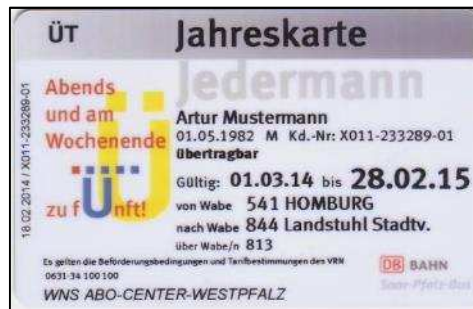 ÜT Jahreskarte
Jedermann
Abends
und am
Wochenende
zu fÜnft!
Ü
Artur Mustermann
01.05.1982 M Kd.-Nr: X011-233289-01
übertragbar
Gültig: 01.03.14 bis 28.02.15
von Wabe 541 HOMBURG
nach Wabe 844 Landstuhl Stadtv.
über Wabe/n 813
18.02.2014 / X011-233289-01
Es gelten die Beförderungsbedingungen und Tarifbestimmungen des VRN
0631-34 100 100
WNS ABO-CENTER-WESTPFALZ
DB BAHN
Saar-Pfalz-Bus